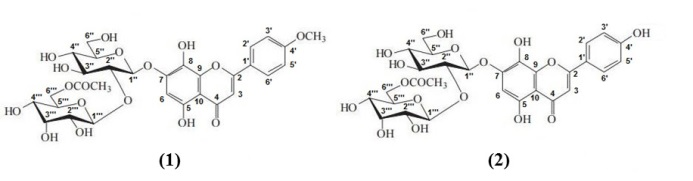 6" OH
4" HO HO 5" O 3" 2" 1" O
OH 8 7 6 5 OH 9 10 O 2 3 4 O
1' 2' 3' 4' 5' 6' OCH₃
6‴ OCOCH₃
HO 4‴ 5‴ O O 3‴ 2‴ 1‴ OH OH
(1)
6" OH
4" HO HO 5" O 3" 2" 1" O
OH 8 7 6 5 OH 9 10 O 2 3 4 O
1' 2' 3' 4' 5' 6' OH
6‴ OCOCH₃
HO 4‴ 5‴ O O 3‴ 2‴ 1‴ OH OH
(2)